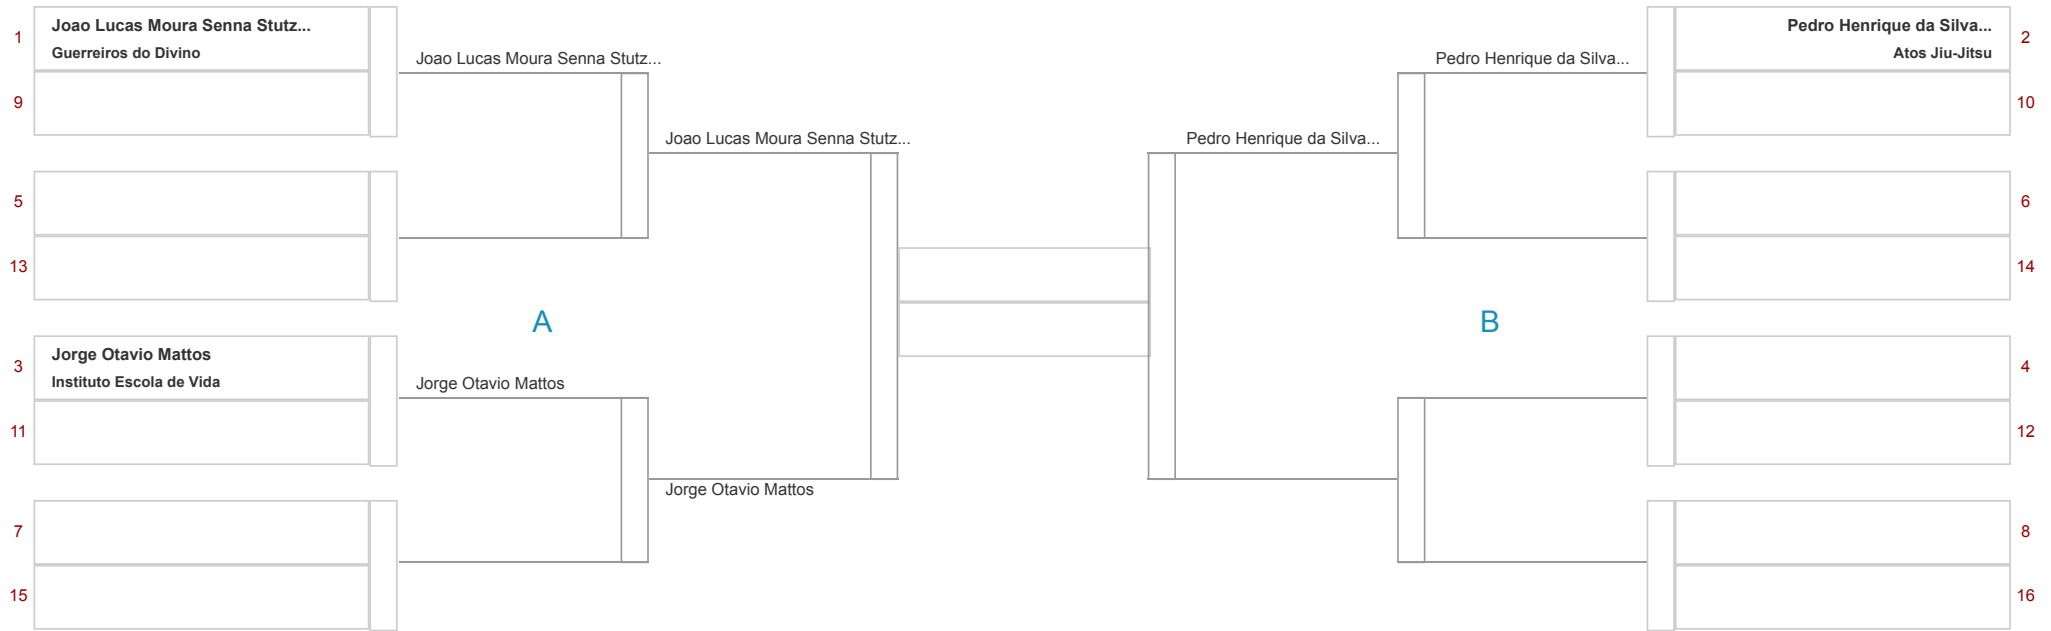 1
Joao Lucas Moura Senna Stutz...
Guerreiros do Divino
9
5
13
3
Jorge Otavio Mattos
Instituto Escola de Vida
11
7
15
Joao Lucas Moura Senna Stutz...
Jorge Otavio Mattos
Joao Lucas Moura Senna Stutz...
Jorge Otavio Mattos
A
B
Pedro Henrique da Silva...
Pedro Henrique da Silva...
Pedro Henrique da Silva...
Atos Jiu-Jitsu
2
10
6
14
4
12
8
16